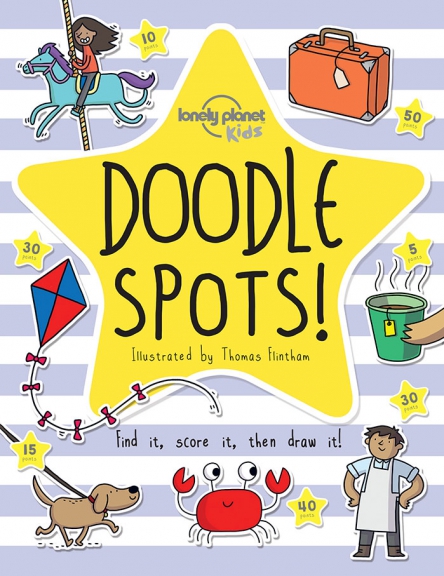 10
points
lonely planet
Kids
50
points
DOODLE
SPOTS!
30
points
5
points
Illustrated by Thomas Flintham
30
points
Find it, score it, then draw it!
15
points
40
points